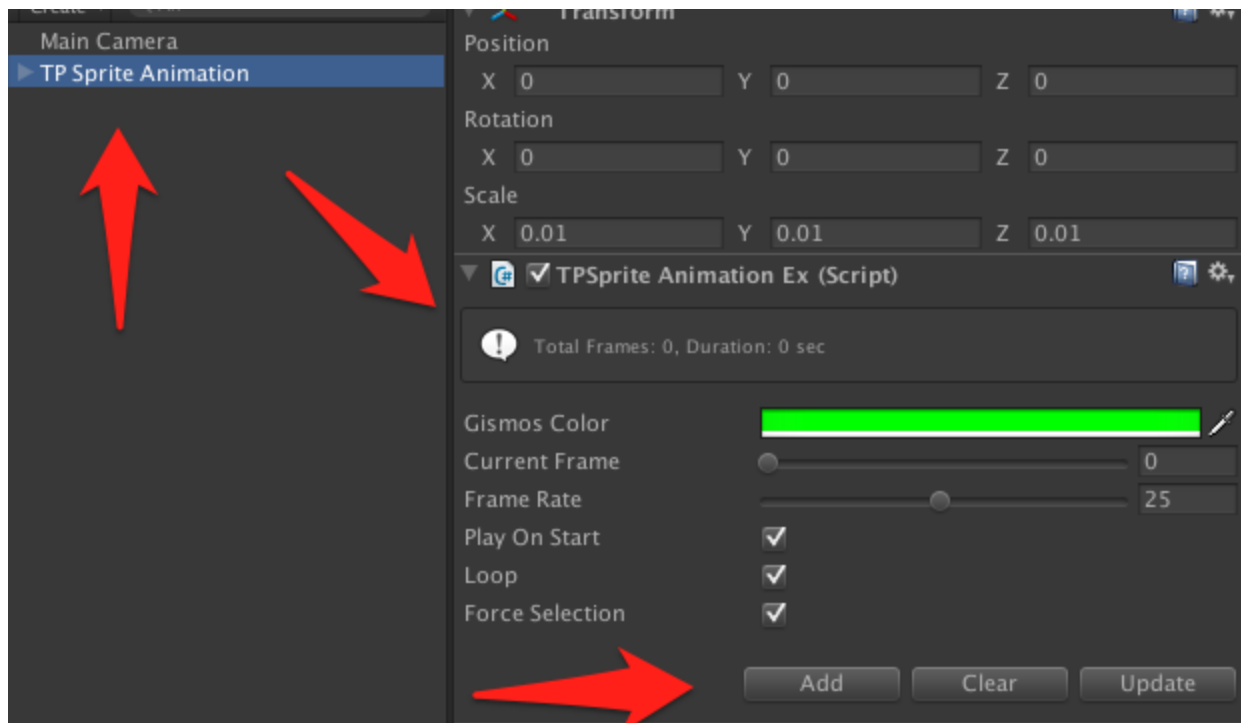 Create
Main Camera
TP Sprite Animation
Transform
Position
X 0 Y 0 Z 0
Rotation
X 0 Y 0 Z 0
Scale
X 0.01 Y 0.01 Z 0.01
TPSprite Animation Ex (Script)
Total Frames: 0, Duration: 0 sec
Gismos Color
Current Frame 0
Frame Rate 25
Play On Start
Loop
Force Selection
Add Clear Update